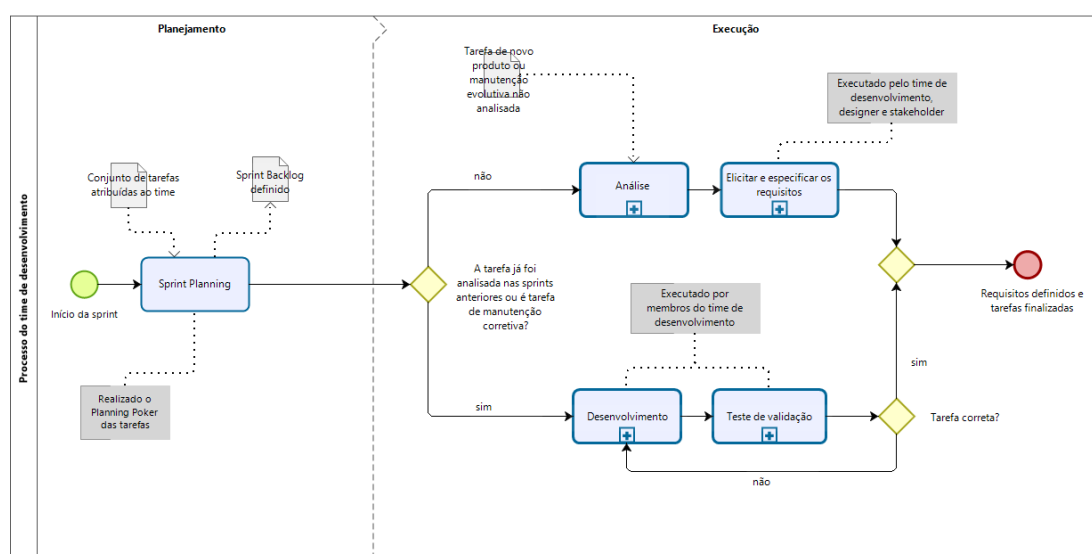 Processo do time de desenvolvimento
Planejamento
Execução
Tarefa de novo
produto ou
manutenção
evolutiva não
analisada
Executado pelo time de
desenvolvimento,
designer e stakeholder
Conjunto de tarefas
atribuídas ao time
Sprint Backlog
definido
não
Análise
Elicitar e especificar os
requisitos
Início da sprint
Sprint Planning
A tarefa já foi
analisada nas sprints
anteriores ou é tarefa
de manutenção
corretiva?
Executado por
membros do time de
desenvolvimento
Requisitos definidos e
tarefas finalizadas
sim
Realizado o
Planning Poker
das tarefas
sim
Desenvolvimento
Teste de validação
Tarefa correta?
não